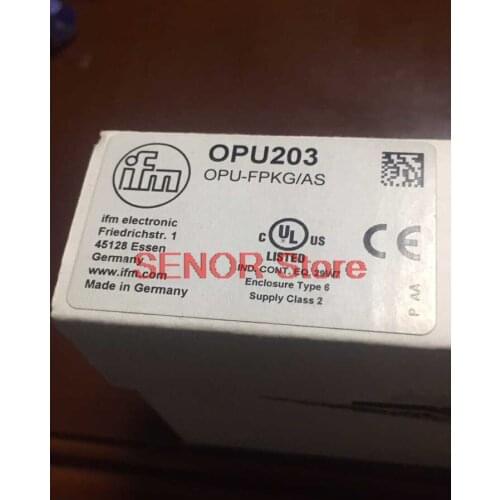 ifm
OPU203
OPU-FPKG/AS
ifm electronic
Friedrichstr. 1
45128 Essen
Germany
www.ifm.com
Made in Germany
C UL US
LISTED
IND. CONT. EQ.
Enclosure Type 6
Supply Class 2
CE
P AA
SENOR Store